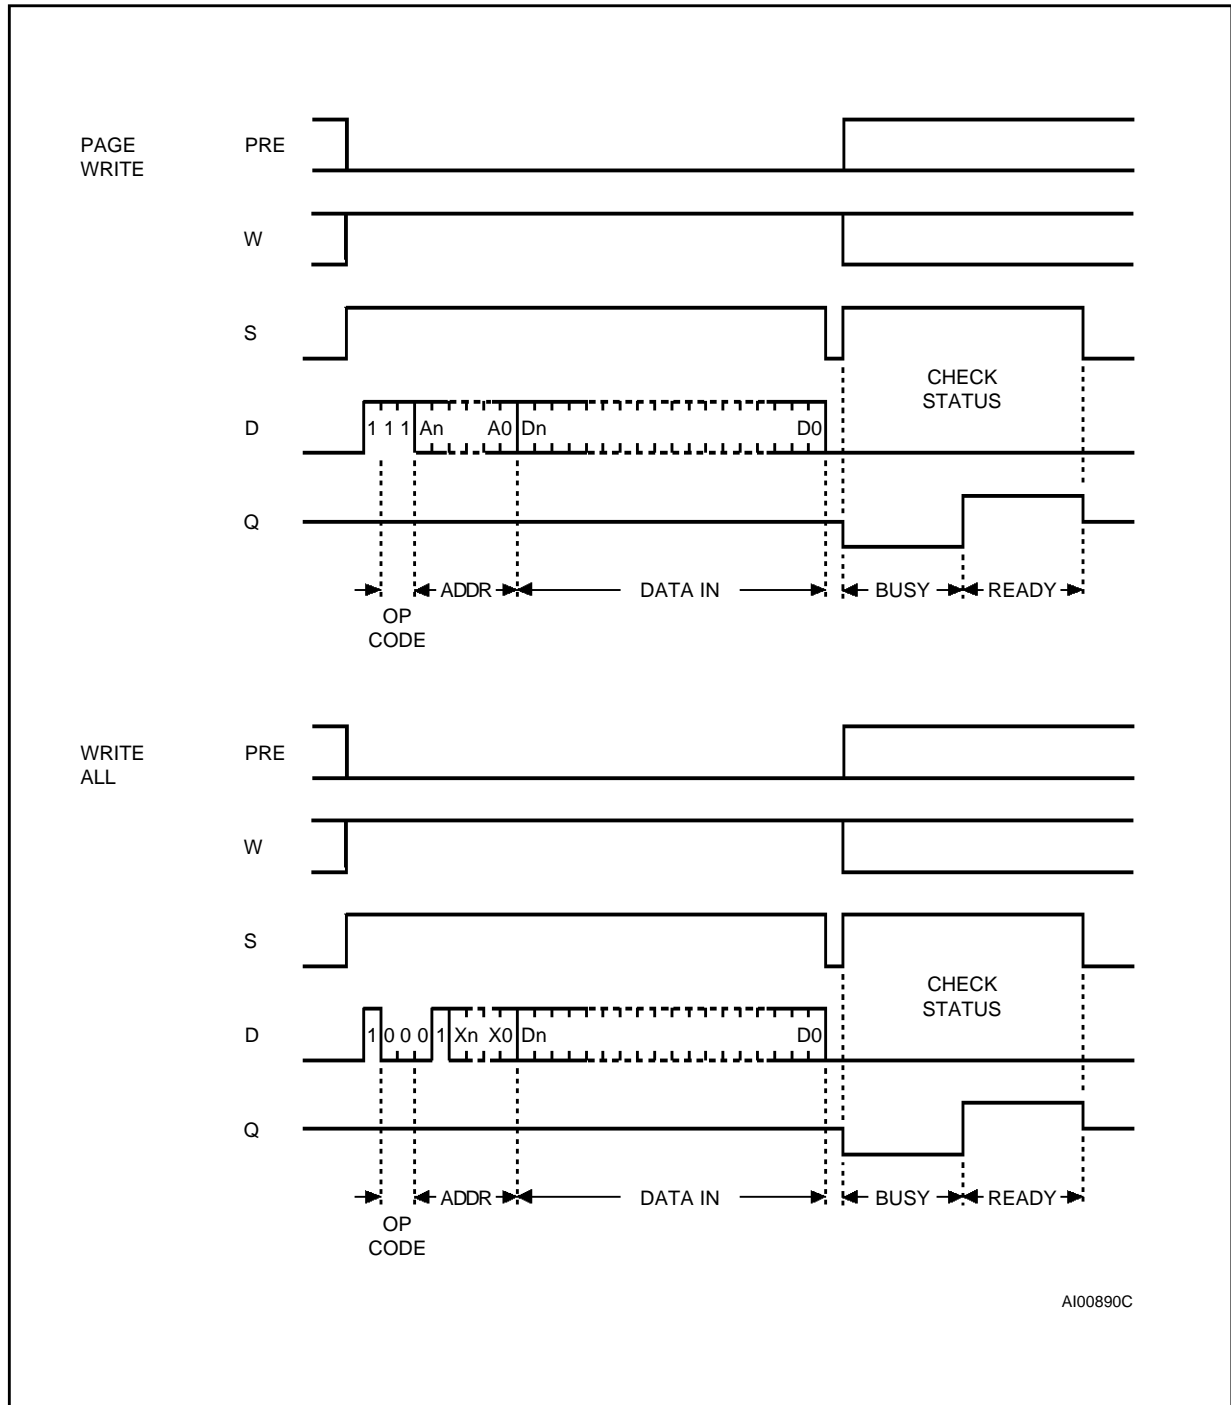 PAGE
WRITE
PRE
W
S
CHECK
STATUS
D
1 1 1 An A0 Dn D0
Q
ADDR DATA IN BUSY READY
OP
CODE
WRITE
ALL
PRE
W
S
CHECK
STATUS
D
1 0 0 0 1 Xn X0 Dn D0
Q
ADDR DATA IN BUSY READY
OP
CODE
AI00890C